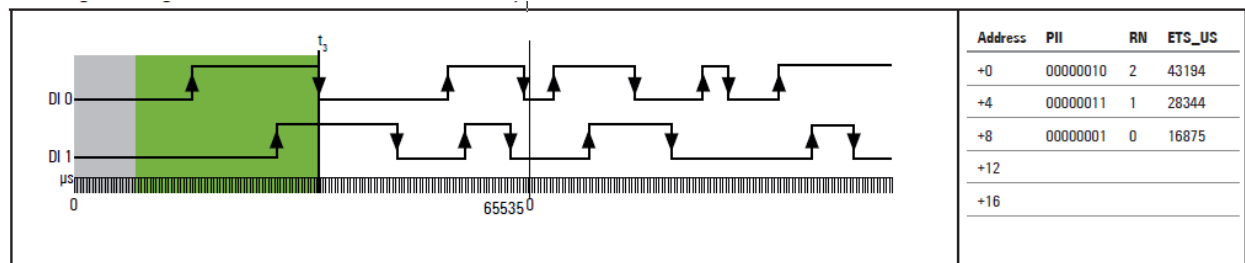 t3
DI 0
DI 1
µs
0
65535 0
Address PII RN ETS_US
+0 00000010 2 43194
+4 00000011 1 28344
+8 00000001 0 16875
+12
+16